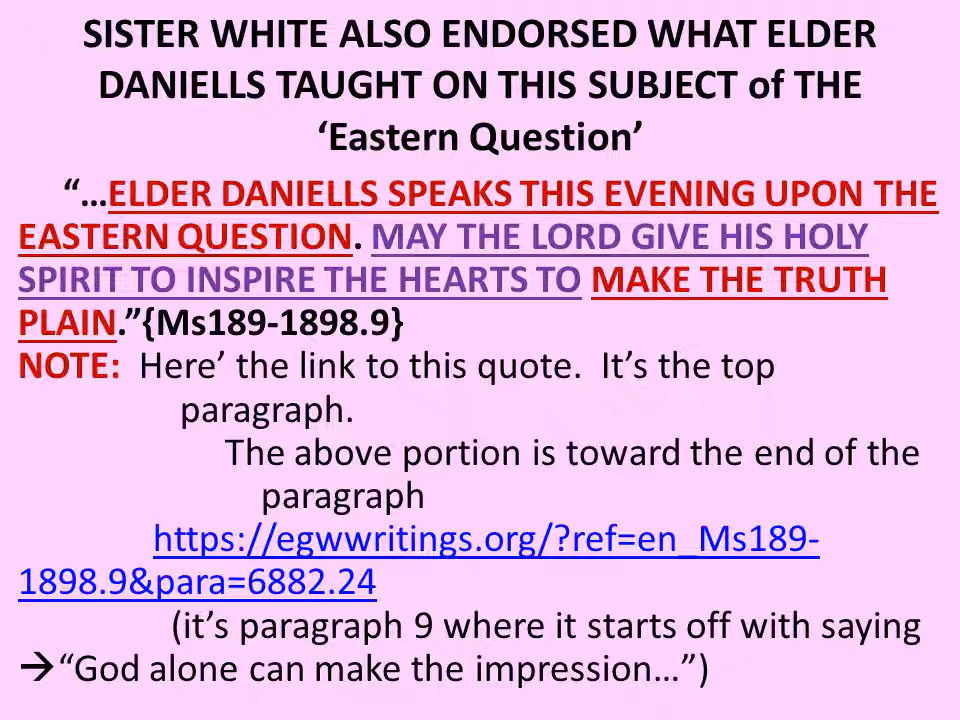 SISTER WHITE ALSO ENDORSED WHAT ELDER
DANIELLS TAUGHT ON THIS SUBJECT of THE
‘Eastern Question’
“…ELDER DANIELLS SPEAKS THIS EVENING UPON THE
EASTERN QUESTION. MAY THE LORD GIVE HIS HOLY
SPIRIT TO INSPIRE THE HEARTS TO MAKE THE TRUTH
PLAIN.”{Ms189-1898.9}
NOTE: Here’ the link to this quote. It’s the top
paragraph.
The above portion is toward the end of the
paragraph
https://egwwritings.org/?ref=en_Ms189-
1898.9&para=6882.24
(it’s paragraph 9 where it starts off with saying
→“God alone can make the impression…”)